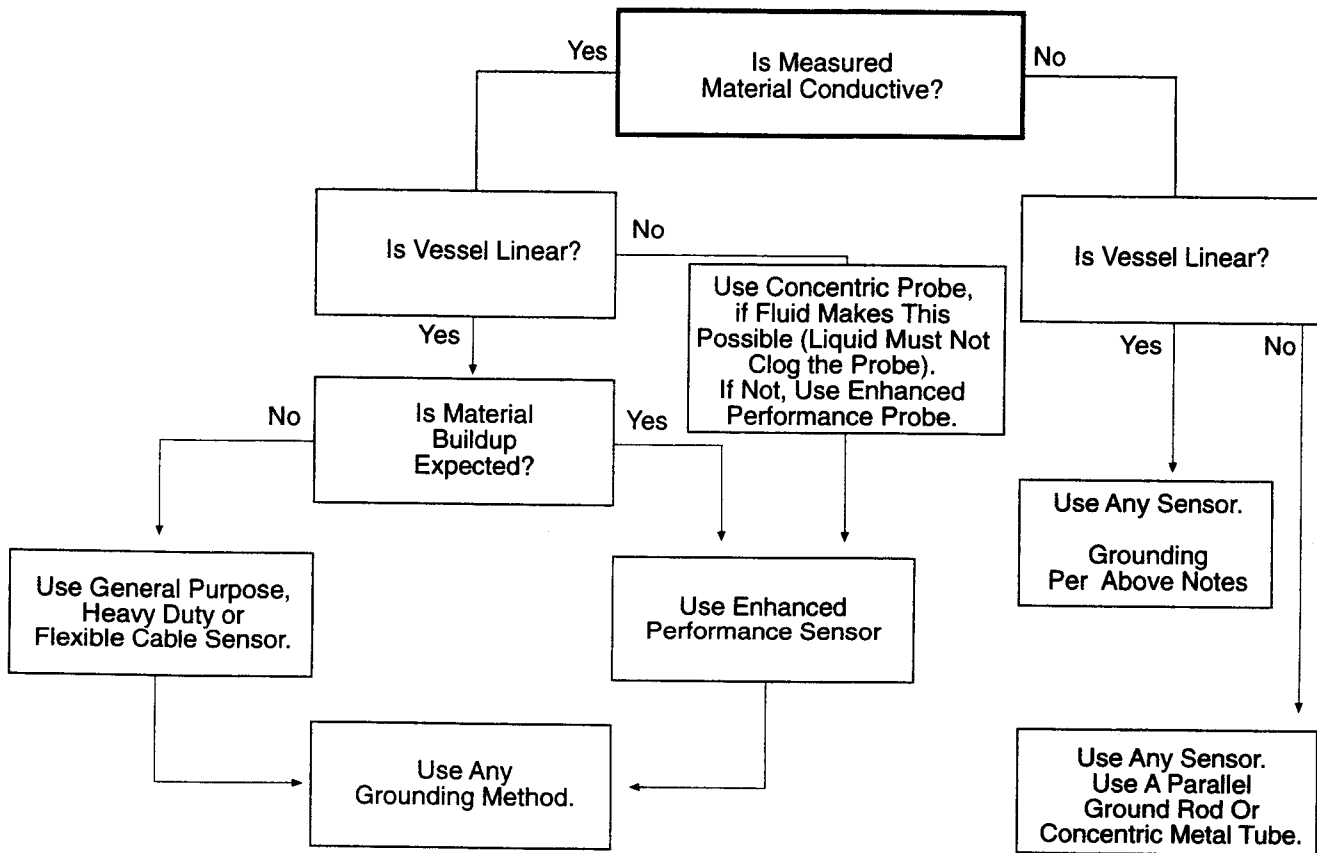 Yes
Is Measured
Material Conductive?
No
Is Vessel Linear?
No
Is Vessel Linear?
Use Concentric Probe,
if Fluid Makes This
Possible (Liquid Must Not
Clog the Probe).
If Not, Use Enhanced
Performance Probe.
Yes
Yes
No
No
Is Material
Buildup
Expected?
Yes
Use Any Sensor.
Grounding
Per Above Notes
Use General Purpose,
Heavy Duty or
Flexible Cable Sensor.
Use Enhanced
Performance Sensor
Use Any
Grounding Method.
Use Any Sensor.
Use A Parallel
Ground Rod Or
Concentric Metal Tube.